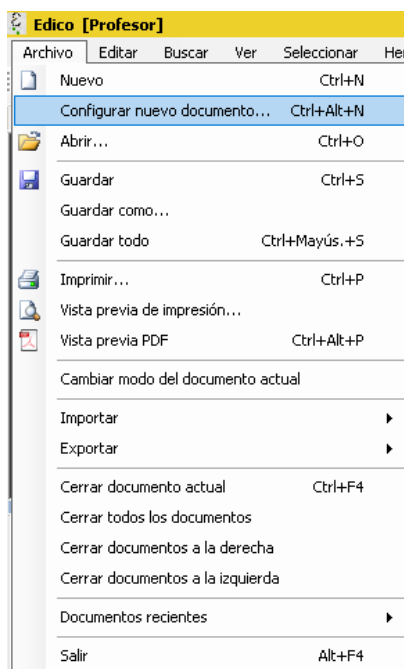 Edico [Profesor]
Archivo Editar Buscar Ver Seleccionar
Nuevo Ctrl+N
Configurar nuevo documento... Ctrl+Alt+N
Abrir... Ctrl+O
Guardar Ctrl+S
Guardar como...
Guardar todo Ctrl+Mayús.+S
Imprimir... Ctrl+P
Vista previa de impresión...
Vista previa PDF Ctrl+Alt+P
Cambiar modo del documento actual
Importar
Exportar
Cerrar documento actual Ctrl+F4
Cerrar todos los documentos
Cerrar documentos a la derecha
Cerrar documentos a la izquierda
Documentos recientes
Salir Alt+F4